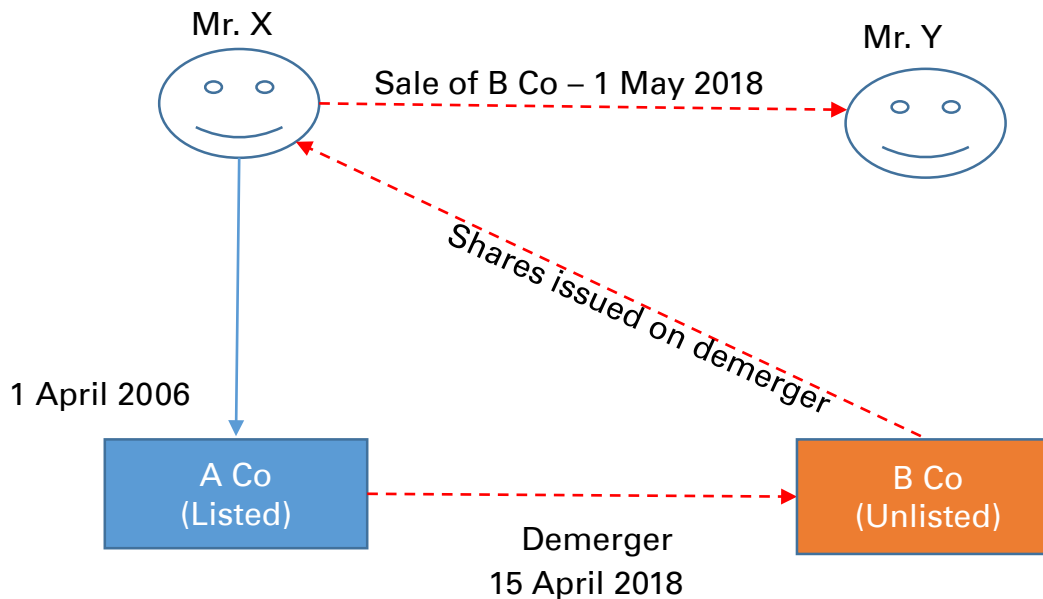 Mr. X
Mr. Y
Sale of B Co – 1 May 2018
Shares issued on demerger
1 April 2006
A Co
(Listed)
B Co
(Unlisted)
Demerger
15 April 2018